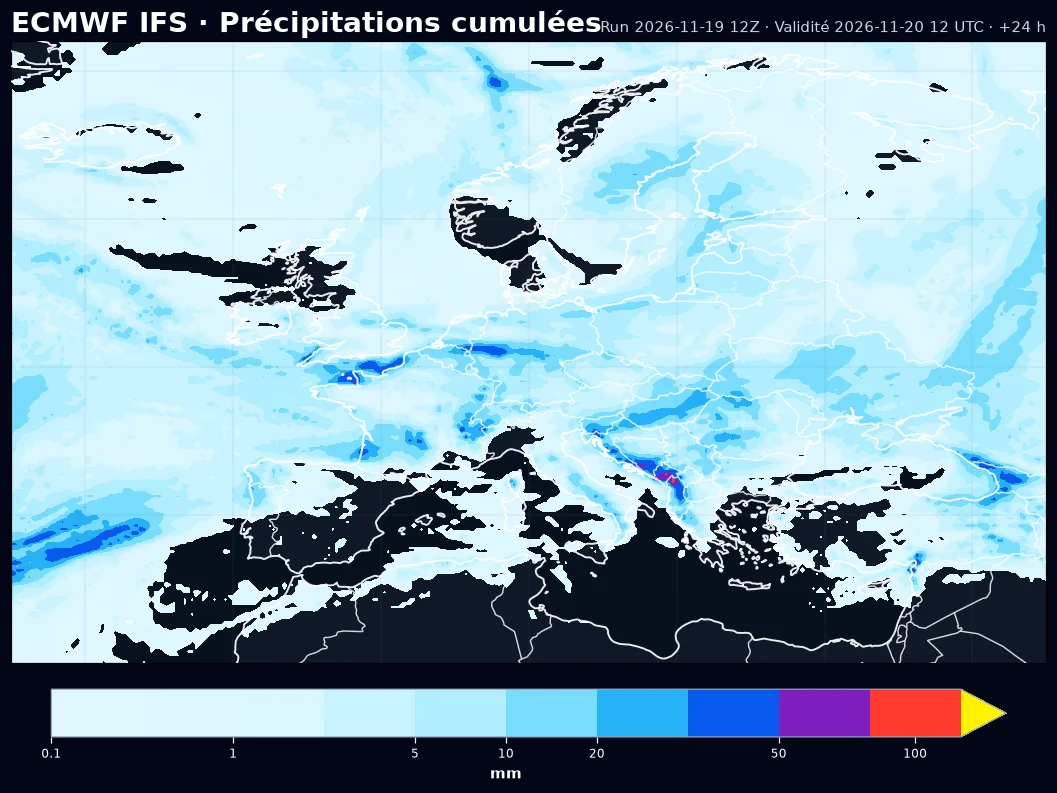 ECMWF IFS · Précipitations cumulées
Run 2026-11-19 12Z · Validité 2026-11-20 12 UTC · +24 h
0.1 1 5 10 20 50 100
mm